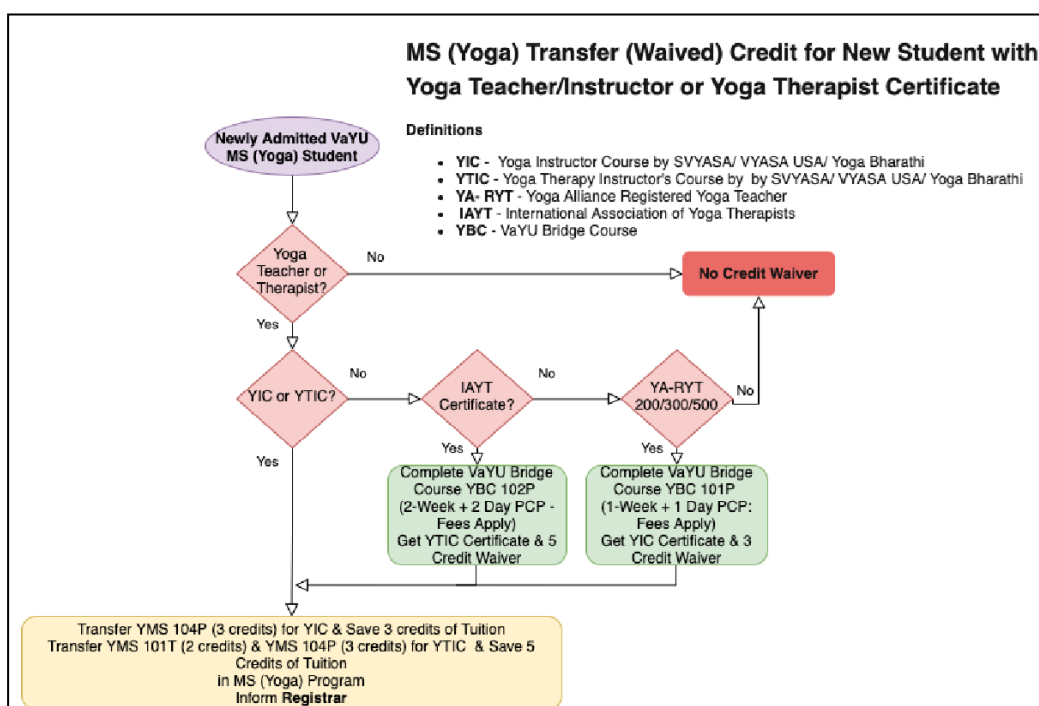 MS (Yoga) Transfer (Waived) Credit for New Student with
Yoga Teacher/Instructor or Yoga Therapist Certificate
Newly Admitted VaYU
MS (Yoga) Student
Definitions
• YIC - Yoga Instructor Course by SVYASA/ VYASA USA/ Yoga Bharathi
• YTIC - Yoga Therapy Instructor's Course by by SVYASA/ VYASA USA/ Yoga Bharathi
• YA- RYT - Yoga Alliance Registered Yoga Teacher
• IAYT - International Association of Yoga Therapists
• YBC - VaYU Bridge Course
Yoga
Teacher or
Therapist?
No
No Credit Waiver
Yes
YIC or YTIC?
No
IAYT
Certificate?
No
YA-RYT
200/300/500
No
Yes
Yes
Yes
Complete VaYU Bridge
Course YBC 102P
(2-Week + 2 Day PCP -
Fees Apply)
Get YTIC Certificate & 5
Credit Waiver
Complete VaYU Bridge
Course YBC 101P
(1-Week + 1 Day PCP:
Fees Apply)
Get YIC Certificate & 3
Credit Waiver
Transfer YMS 104P (3 credits) for YIC & Save 3 credits of Tuition
Transfer YMS 101T (2 credits) & YMS 104P (3 credits) for YTIC & Save 5
Credits of Tuition
in MS (Yoga) Program
Inform Registrar